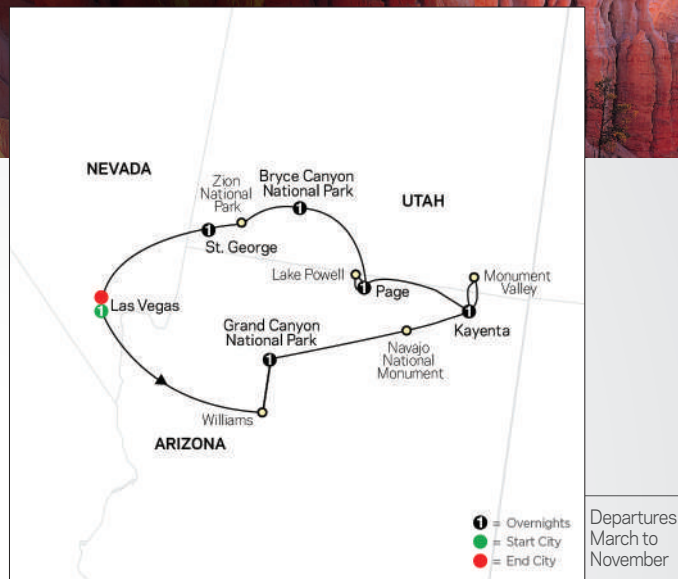 NEVADA
Zion
National
Park
Bryce Canyon
National Park
1
UTAH
1
St. George
Lake Powell
1
Page
Monument
Valley
1
Kayenta
1
Las Vegas
Grand Canyon
National Park
1
Navajo
National
Monument
Williams
ARIZONA
1 = Overnights
= Start City
= End City
Departures
March to
November